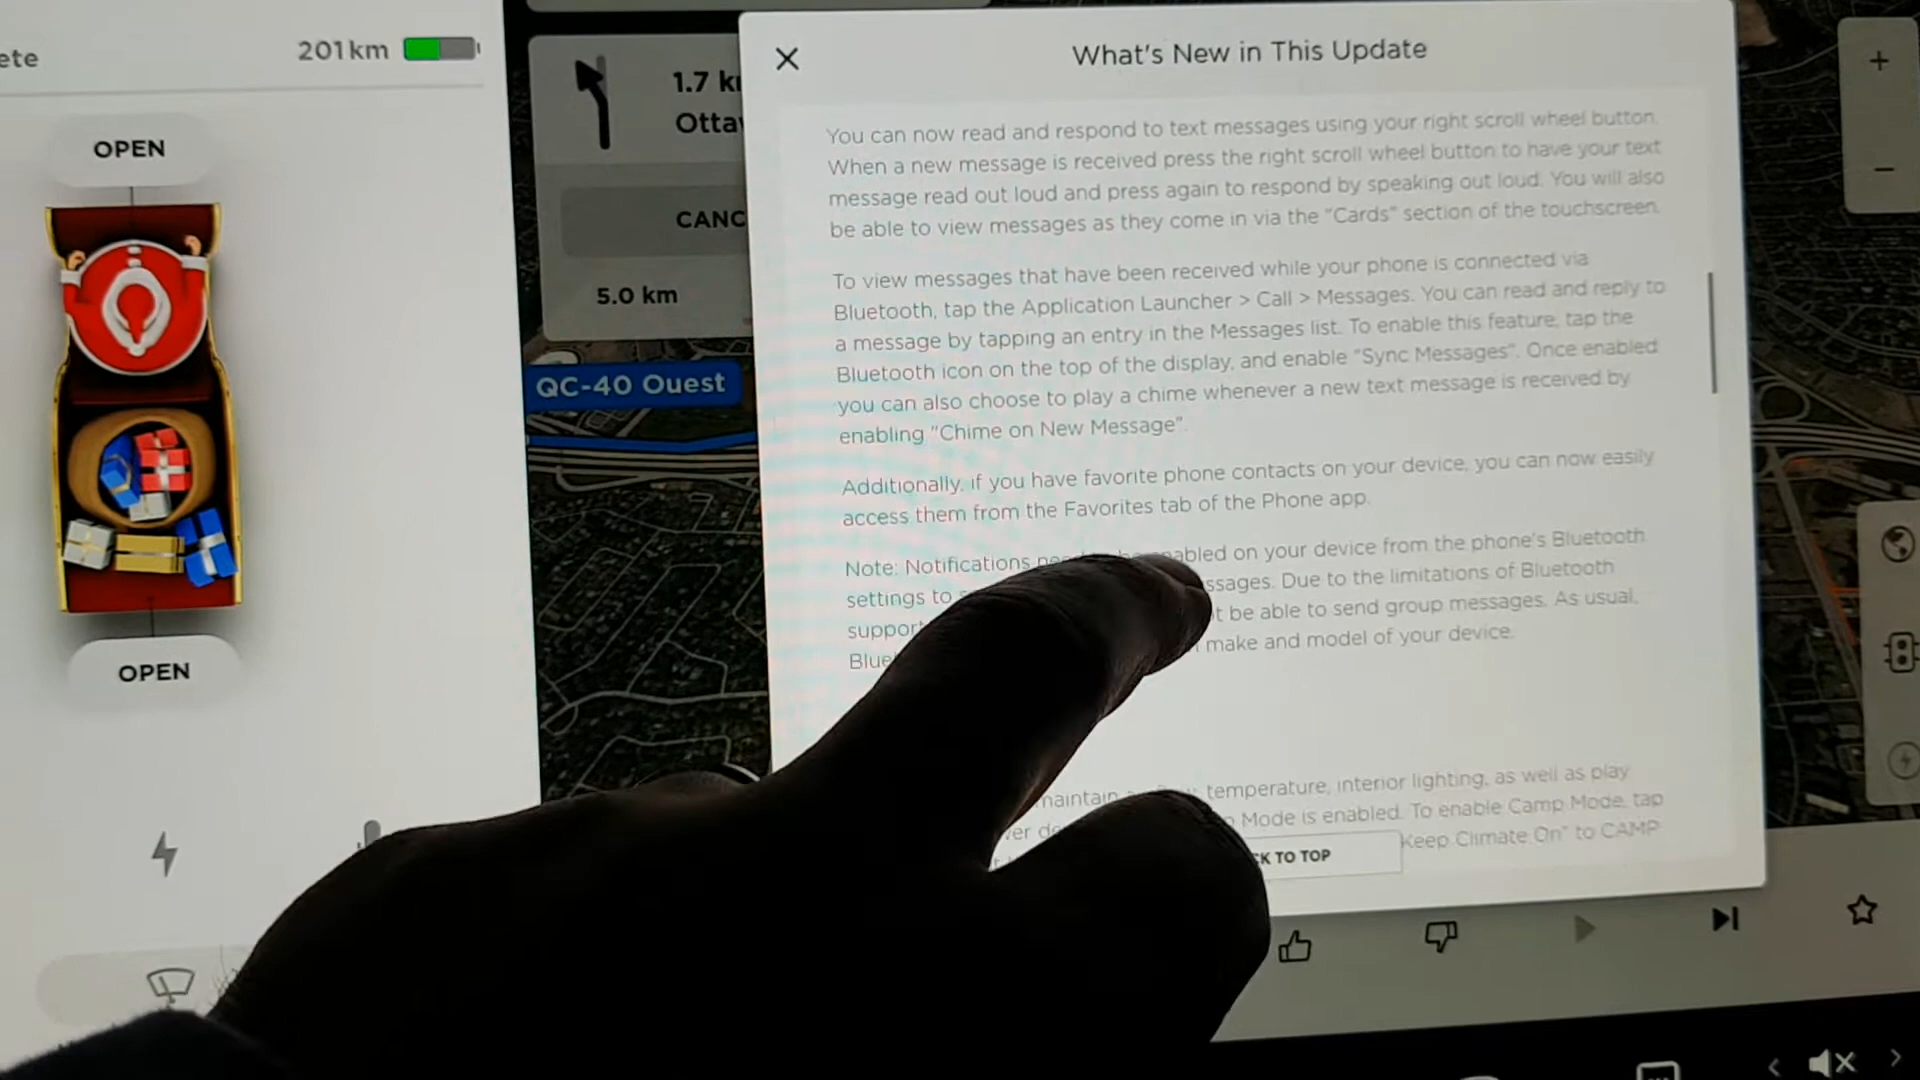 ete
201km
OPEN
OPEN
1.7 k
Otta
CANC
5.0 km
QC-40 Ouest
What's New in This Update
You can now read and respond to text messages using your right scroll wheel button.
When a new message is received press the right scroll wheel button to have your text
message read out loud and press again to respond by speaking out loud. You will also
be able to view messages as they come in via the "Cards" section of the touchscreen.
To view messages that have been received while your phone is connected via
Bluetooth, tap the Application Launcher > Call > Messages. You can read and reply to
a message by tapping an entry in the Messages list. To enable this feature, tap the
Bluetooth icon on the top of the display, and enable "Sync Messages". Once enabled
you can also choose to play a chime whenever a new text message is received by
enabling "Chime on New Message".
Additionally, if you have favorite phone contacts on your device, you can now easily
access them from the Favorites tab of the Phone app.
Note: Notifications abled on your device from the phone's Bluetooth
settings to ssages. Due to the limitations of Bluetooth
support t be able to send group messages. As usual,
Blue make and model of your device.
maintain temperature, interior lighting, as well as play
Mode is enabled. To enable Camp Mode, tap
Keep Climate On" to CAMP
CK TO TOP